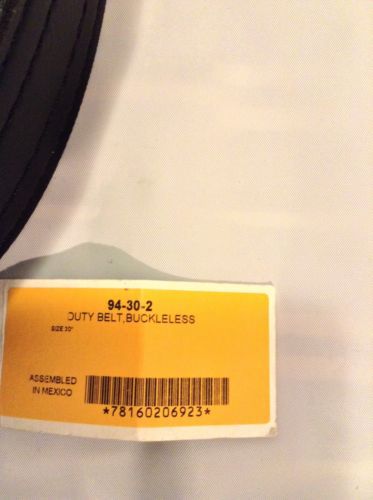 94-30-2
DUTY BELT,BUCKLELESS
SIZE 30"
ASSEMBLED
IN MEXICO
*78160206923*